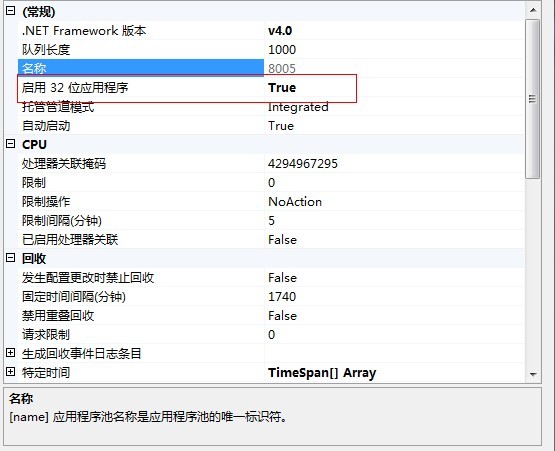 (常规)
.NET Framework 版本 v4.0
队列长度 1000
名称 8005
启用 32 位应用程序 True
托管管道模式 Integrated
自动启动 True
CPU
处理器关联掩码 4294967295
限制 0
限制操作 NoAction
限制间隔(分钟) 5
已启用处理器关联 False
回收
发生配置更改时禁止回收 False
固定时间间隔(分钟) 1740
禁用重叠回收 False
请求限制 0
生成回收事件日志条目
特定时间 TimeSpan[] Array
名称
[name] 应用程序池名称是应用程序池的唯一标识符。